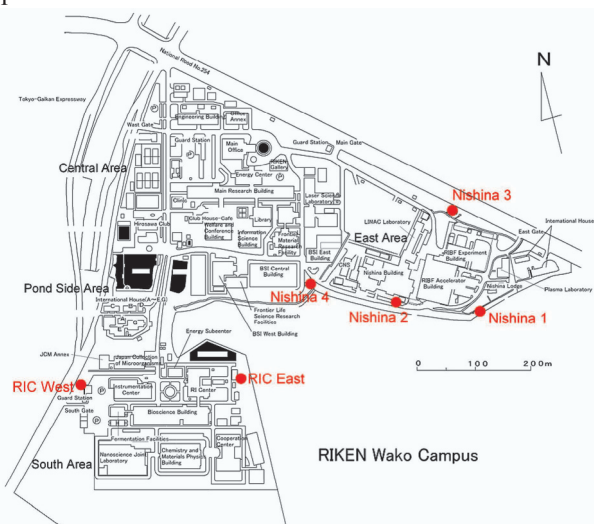 p
National Road No.254
N
Tokyo-Gaikan Expressway
West Gate
Engineering Building
Office
Annex
Guard Station
Main
Office
Guard Station
Main Gate
RIKEN
Gallery
Energy Center
Central Area
Main Research Building
Laser Science
Laboratory
Clinic
Nishina 3
Hirosawa Club
Club House-Cafe
Welfare and
Conference
Building
Library
Information
Science
Building
Frontier
Material
Research
Facility
LINAC Laboratory
East Area
International House
East Gate
BSI East
Building
CNS
RIBF Experiment
Building
BSI Central
Building
Nishina Building
RIBF Accelerator
Building
Nishina Lodge
Plasma Laboratory
Pond Side Area
Nishina 4
International House(A~E,G)
Nishina 2
Nishina 1
Frontier Life
Science Research
Facilities
BSI West Building
Energy Subcenter
JCM Annex
Japan Collection
of Microorganisms
RIC West
RIC East
Instrumentation
Center
RI Center
Guard Station
South Gate
Bioscience Building
0 100 200m
Fermentation Facilities
Cooperation
Center
Nanoscience Joint
Laboratory
Chemistry and
Materials Physics
Building
South Area
RIKEN Wako Campus